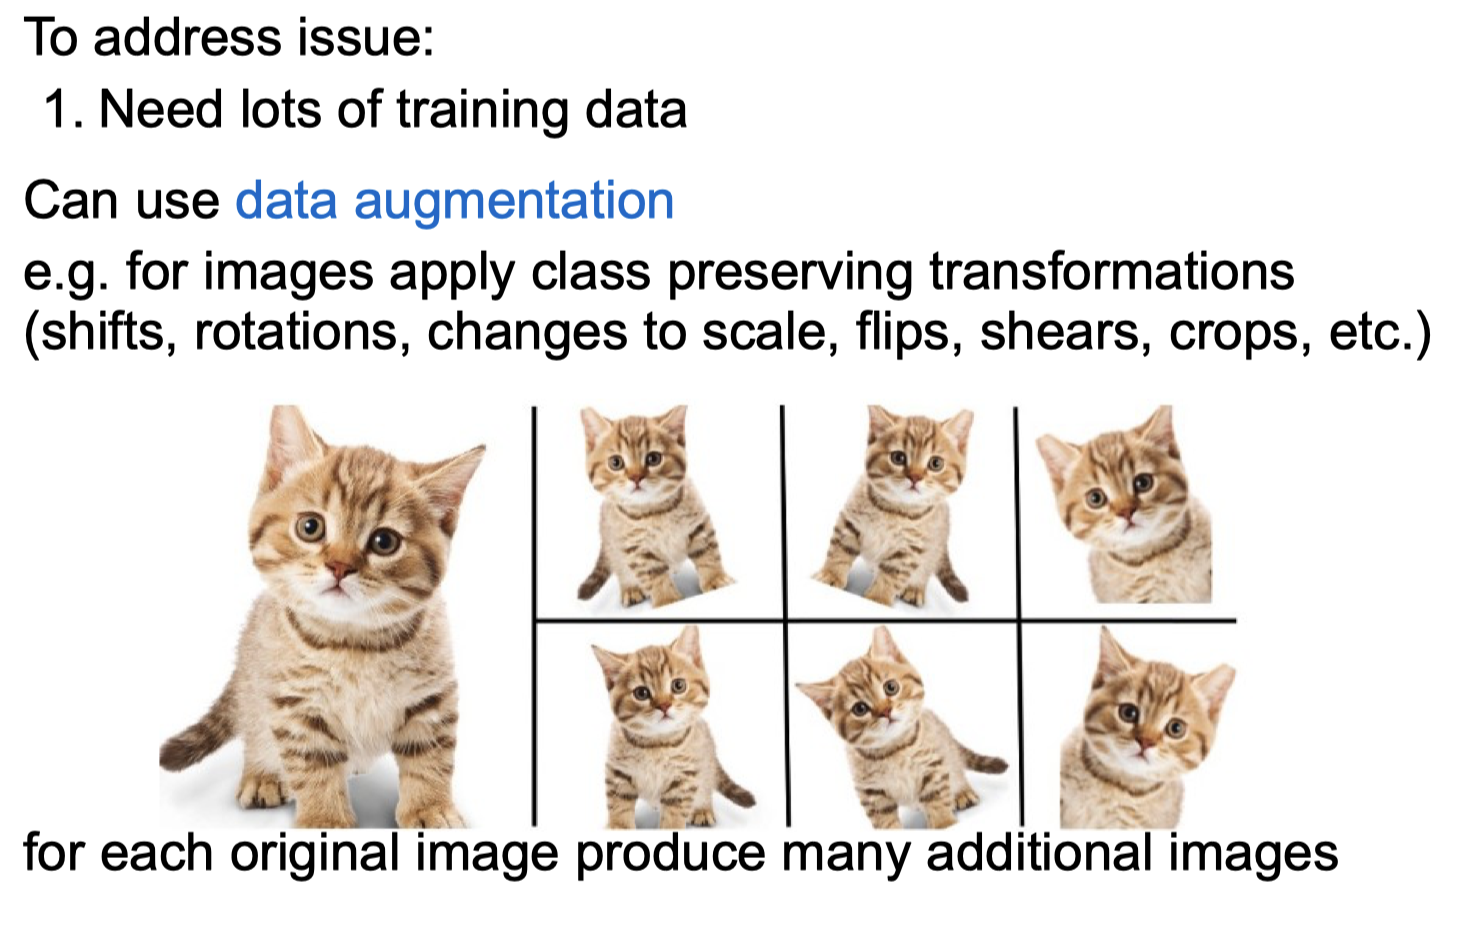 To address issue:
1. Need lots of training data
Can use data augmentation
e.g. for images apply class preserving transformations
(shifts, rotations, changes to scale, flips, shears, crops, etc.)
for each original image produce many additional images